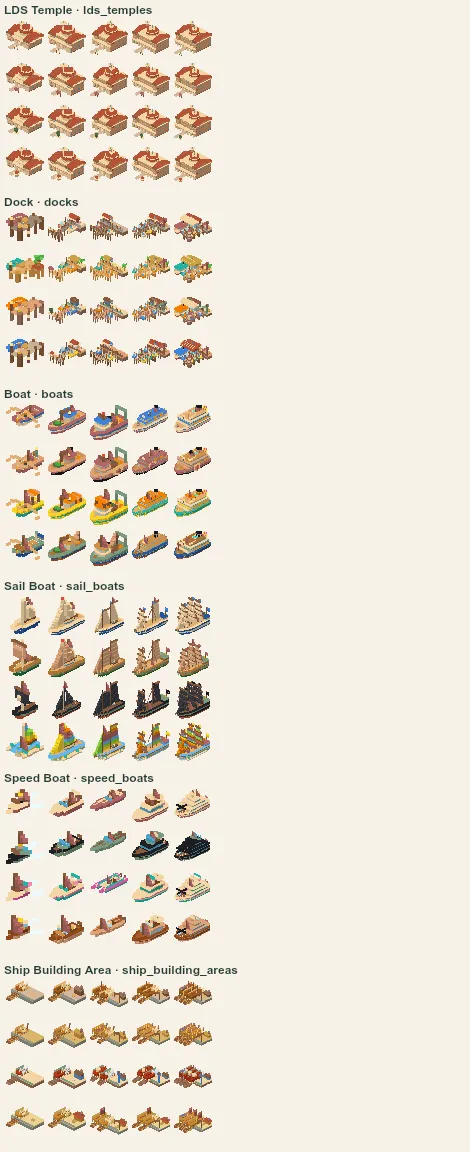 LDS Temple · lds_temples
Dock · docks
Boat · boats
Sail Boat · sail_boats
Speed Boat · speed_boats
Ship Building Area · ship_building_areas